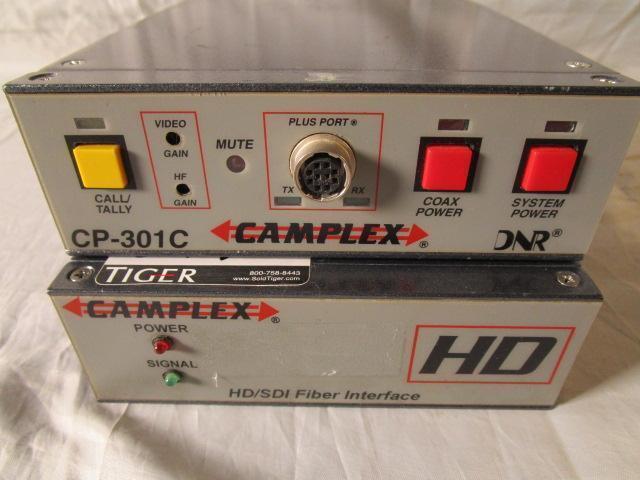 VIDEO
GAIN
HF
GAIN
MUTE
PLUS PORT®
TX RX
CALL/
TALLY
COAX
POWER
SYSTEM
POWER
CP-301C
CAMPLEX®
DNR®
TIGER
800-758-8443
www.SoldTiger.com
CAMPLEX®
POWER
SIGNAL
HD
HD/SDI Fiber Interface